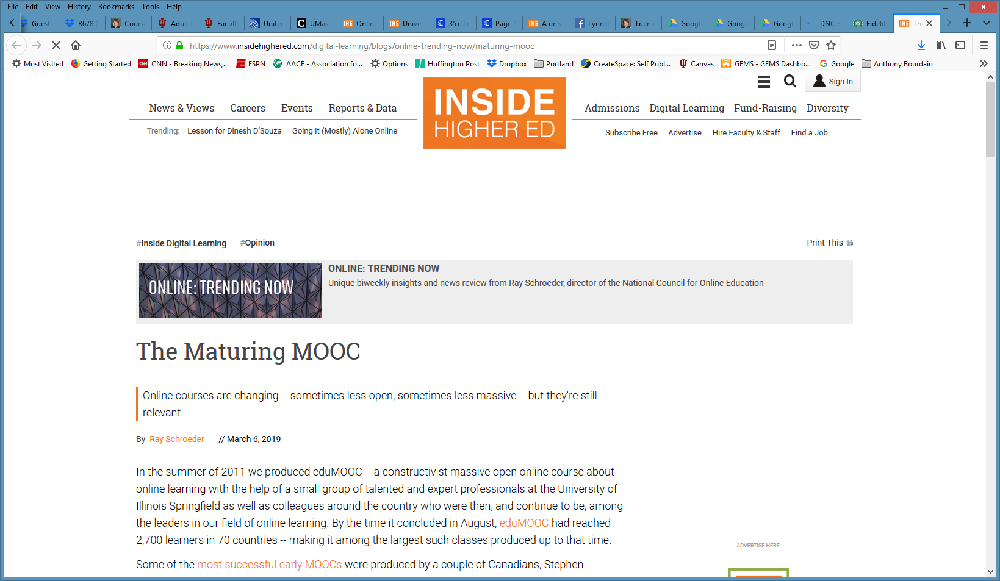 File Edit View History Bookmarks Tools Help
Guests R678 Course Adult Facult United UMass Online Univer 35+ Le Page N A univ Lynne Trainin Googl Googl Googl DNC S Fidelit Th
https://www.insidehighered.com/digital-learning/blogs/online-trending-now/maturing-mooc
Most Visited Getting Started CNN - Breaking News,... ESPN AACE - Association fo... Options Huffington Post Dropbox Portland CreateSpace: Self Publ... Canvas GEMS - GEMS Dashbo... Google Anthony Bourdain
Sign In
News & Views Careers Events Reports & Data
INSIDE
HIGHER ED
Admissions Digital Learning Fund-Raising Diversity
Trending: Lesson for Dinesh D'Souza Going It (Mostly) Alone Online
Subscribe Free Advertise Hire Faculty & Staff Find a Job
#Inside Digital Learning #Opinion Print This
ONLINE: TRENDING NOW
ONLINE: TRENDING NOW
Unique biweekly insights and news review from Ray Schroeder, director of the National Council for Online Education
The Maturing MOOC
Online courses are changing -- sometimes less open, sometimes less massive -- but they're still
relevant.
By Ray Schroeder // March 6, 2019
In the summer of 2011 we produced eduMOOC -- a constructivist massive open online course about
online learning with the help of a small group of talented and expert professionals at the University of
Illinois Springfield as well as colleagues around the country who were then, and continue to be, among
the leaders in our field of online learning. By the time it concluded in August, eduMOOC had reached
2,700 learners in 70 countries -- making it among the largest such classes produced up to that time.
ADVERTISE HERE
Some of the most successful early MOOCs were produced by a couple of Canadians, Stephen